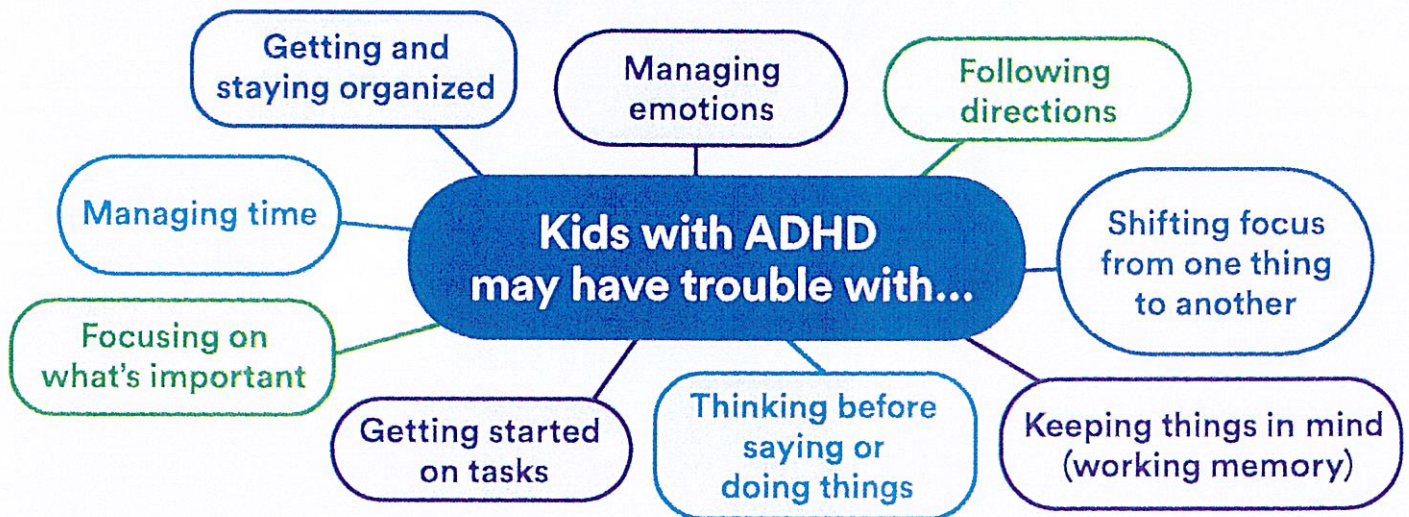 Getting and
staying organized
Managing
emotions
Following
directions
Managing time
Kids with ADHD
may have trouble with...
Shifting focus
from one thing
to another
Focusing on
what's important
Getting started
on tasks
Thinking before
saying or
doing things
Keeping things in mind
(working memory)